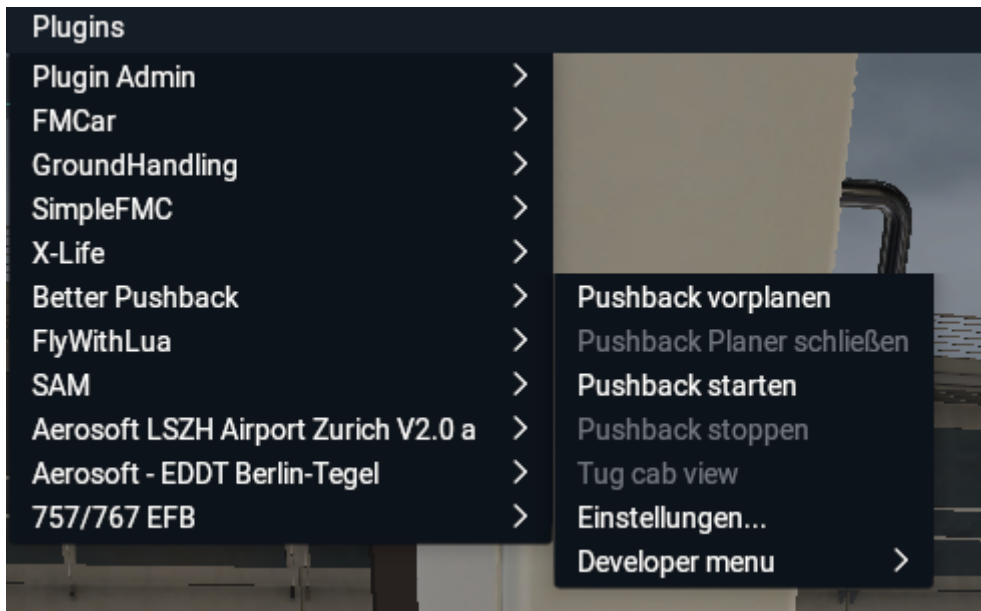 Plugins
Plugin Admin
FMCar
GroundHandling
SimpleFMC
X-Life
Better Pushback
FlyWithLua
SAM
Aerosoft LSZH Airport Zurich V2.0 a
Aerosoft - EDDT Berlin-Tegel
757/767 EFB
Pushback vorplanen
Pushback Planer schließen
Pushback starten
Pushback stoppen
Tug cab view
Einstellungen...
Developer menu